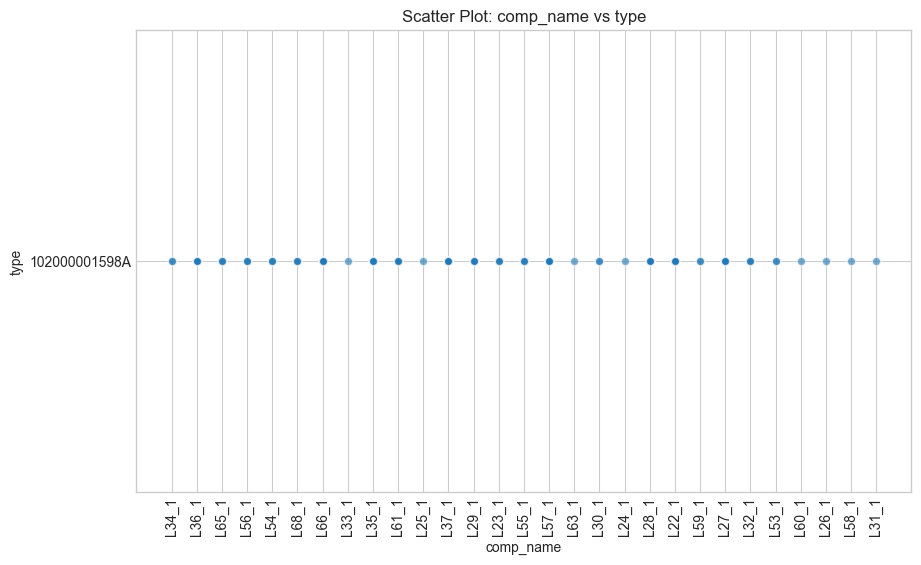 Scatter Plot: comp_name vs type
type
102000001598A
L34_1
L36_1
L65_1
L56_1
L54_1
L68_1
L66_1
L33_1
L35_1
L61_1
L25_1
L37_1
L29_1
L23_1
L55_1
L57_1
L63_1
L30_1
L24_1
L28_1
L22_1
L59_1
L27_1
L32_1
L53_1
L60_1
L26_1
L58_1
L31_1
comp_name